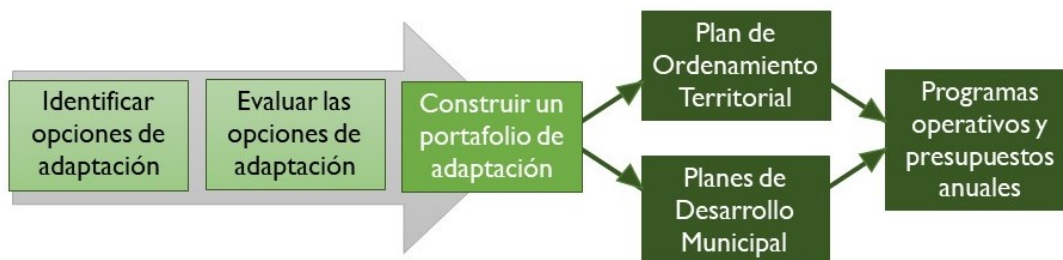 Identificar
opciones de
adaptación
Evaluar las
opciones de
adaptación
Construir un
portafolio de
adaptación
Plan de
Ordenamiento
Territorial
Planes de
Desarrollo
Municipal
Programas
operativos y
presupuestos
anuales